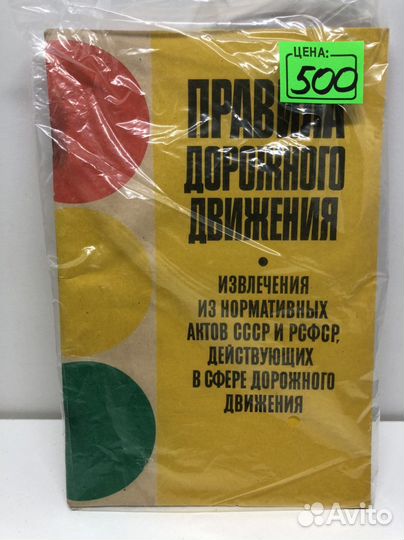 ЦЕНА:
500
ПРАВИЛА
ДОРОЖНОГО
ДВИЖЕНИЯ
•
ИЗВЛЕЧЕНИЯ
ИЗ НОРМАТИВНЫХ
АКТОВ СССР И РСФСР,
ДЕЙСТВУЮЩИХ
В СФЕРЕ ДОРОЖНОГО
ДВИЖЕНИЯ
Avito